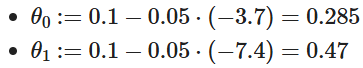 • θ₀ := 0.1 − 0.05 · (−3.7) = 0.285
• θ₁ := 0.1 − 0.05 · (−7.4) = 0.47